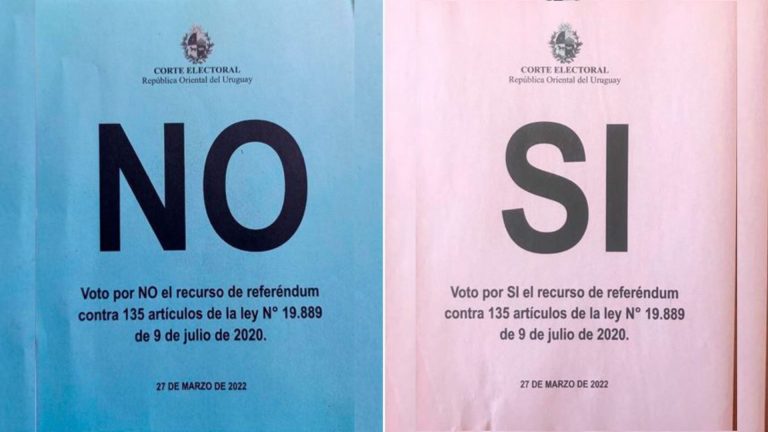 CORTE ELECTORAL
República Oriental del Uruguay
NO
Voto por NO el recurso de referéndum
contra 135 artículos de la ley N° 19.889
de 9 de julio de 2020.
27 DE MARZO DE 2022
CORTE ELECTORAL
República Oriental del Uruguay
SI
Voto por SI el recurso de referéndum
contra 135 artículos de la ley N° 19.889
de 9 de julio de 2020.
27 DE MARZO DE 2022